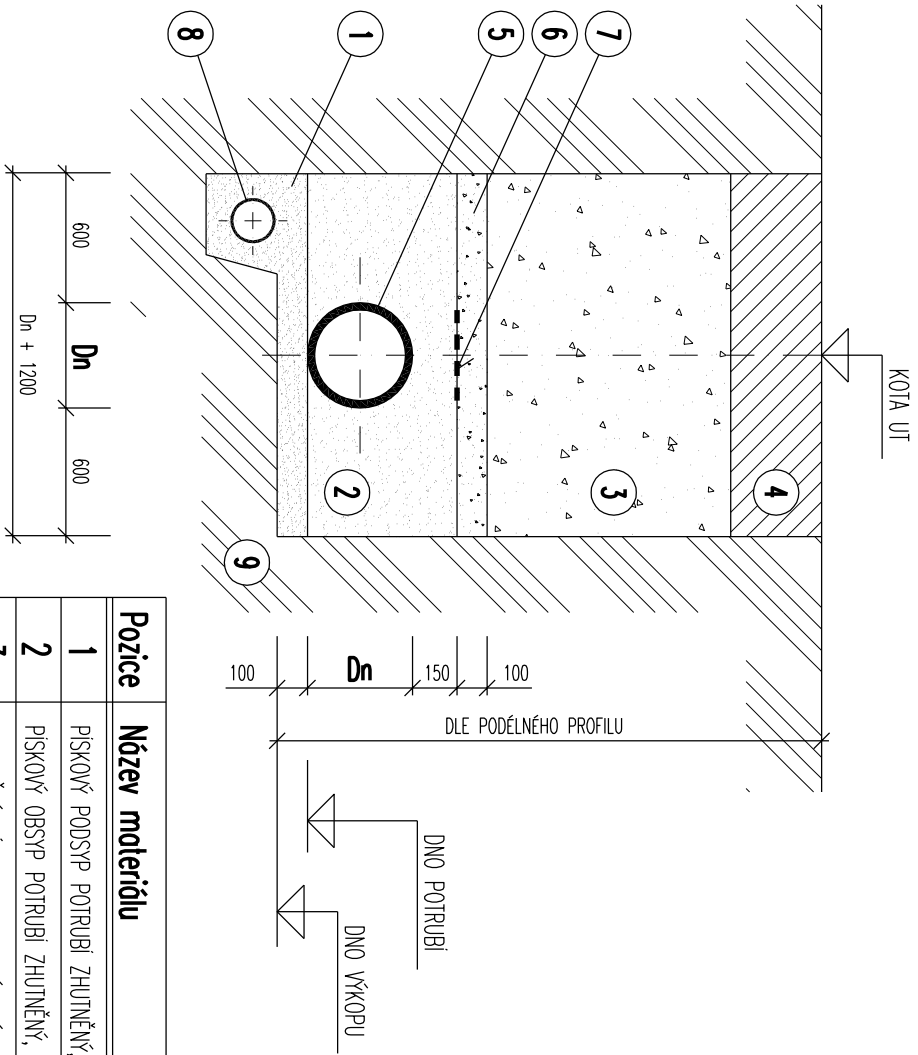 KÓTA ÚT
7
6
5
1
8
4
3
2
9
600
Dn
600
Dn + 1200
100
150
Dn
100
DLE PODÉLNÉHO PROFILU
DNO POTRUBÍ
DNO VÝKOPU
Pozice Název materiálu
1 PÍSKOVÝ PODSYP POTRUBÍ ZHUTNĚNÝ,
2 PÍSKOVÝ OBSYP POTRUBÍ ZHUTNĚNÝ,